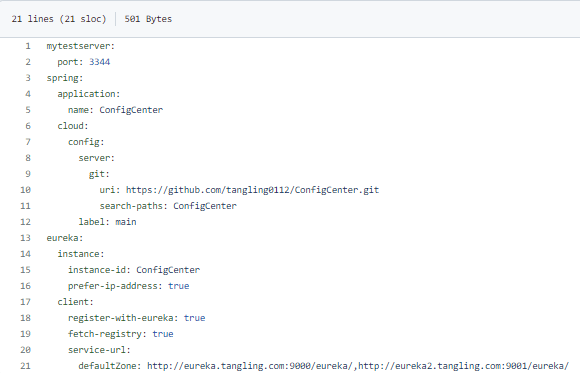 21 lines (21 sloc) 501 Bytes
1 mytestserver:
2   port: 3344
3 spring:
4   application:
5     name: ConfigCenter
6   cloud:
7     config:
8       server:
9         git:
10           uri: https://github.com/tangling0112/ConfigCenter.git
11           search-paths: ConfigCenter
12       label: main
13 eureka:
14   instance:
15     instance-id: ConfigCenter
16     prefer-ip-address: true
17   client:
18     register-with-eureka: true
19     fetch-registry: true
20     service-url:
21       defaultZone: http://eureka.tangling.com:9000/eureka/,http://eureka2.tangling.com:9001/eureka/